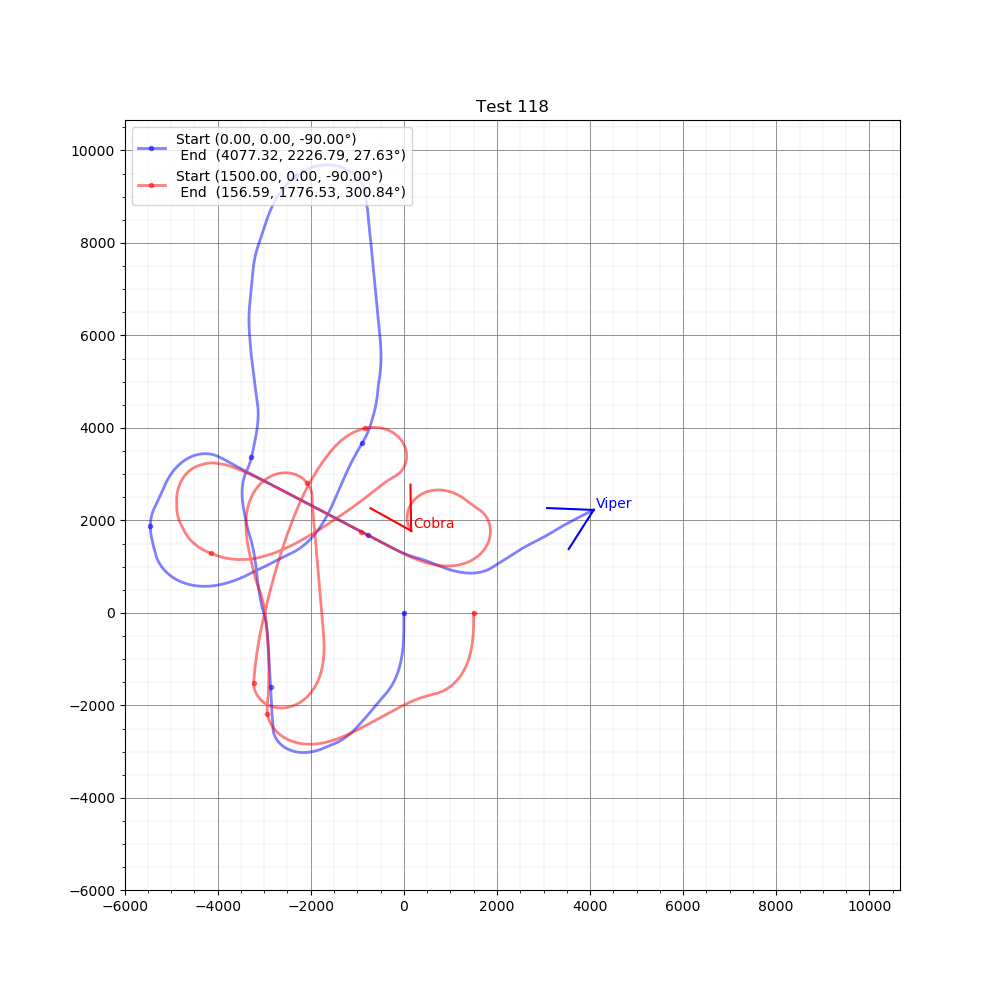 Test 118
Start (0.00, 0.00, -90.00°)
End  (4077.32, 2226.79, 27.63°)
Start (1500.00, 0.00, -90.00°)
End  (156.59, 1776.53, 300.84°)
10000
8000
6000
4000
2000
0
−2000
−4000
−6000
Viper
Cobra
−6000 −4000 −2000 0 2000 4000 6000 8000 10000